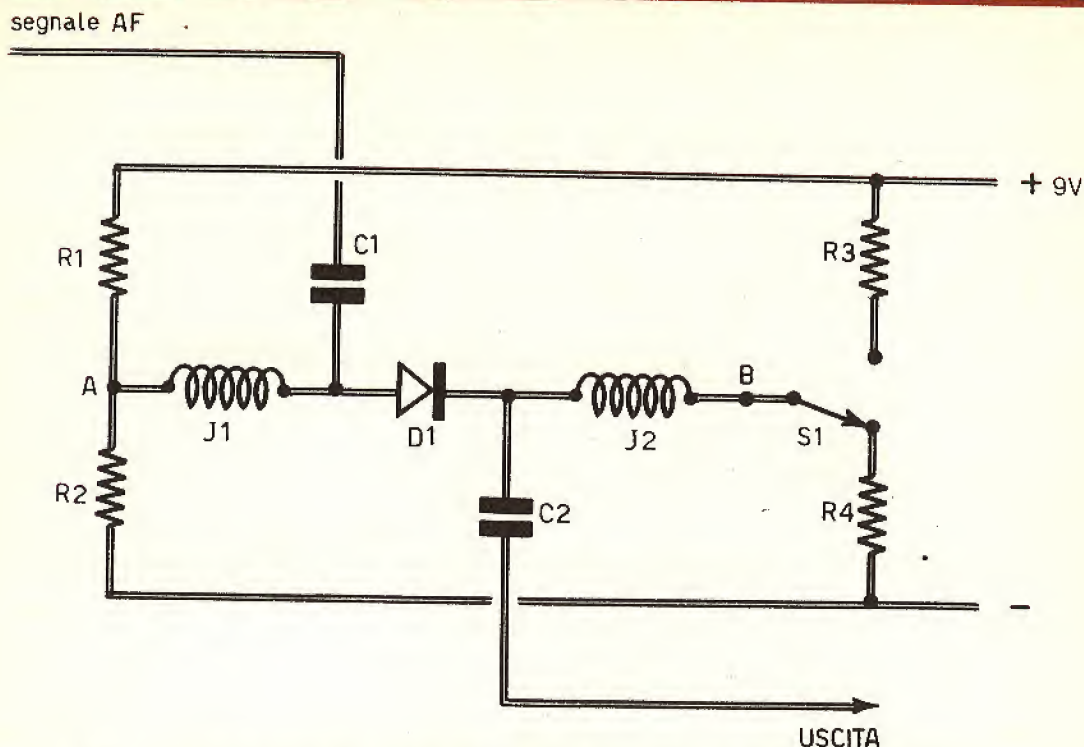 segnale AF
+ 9V
R1
C1
R3
A
J1
D1
J2
B
S1
R2
C2
R4
-
USCITA